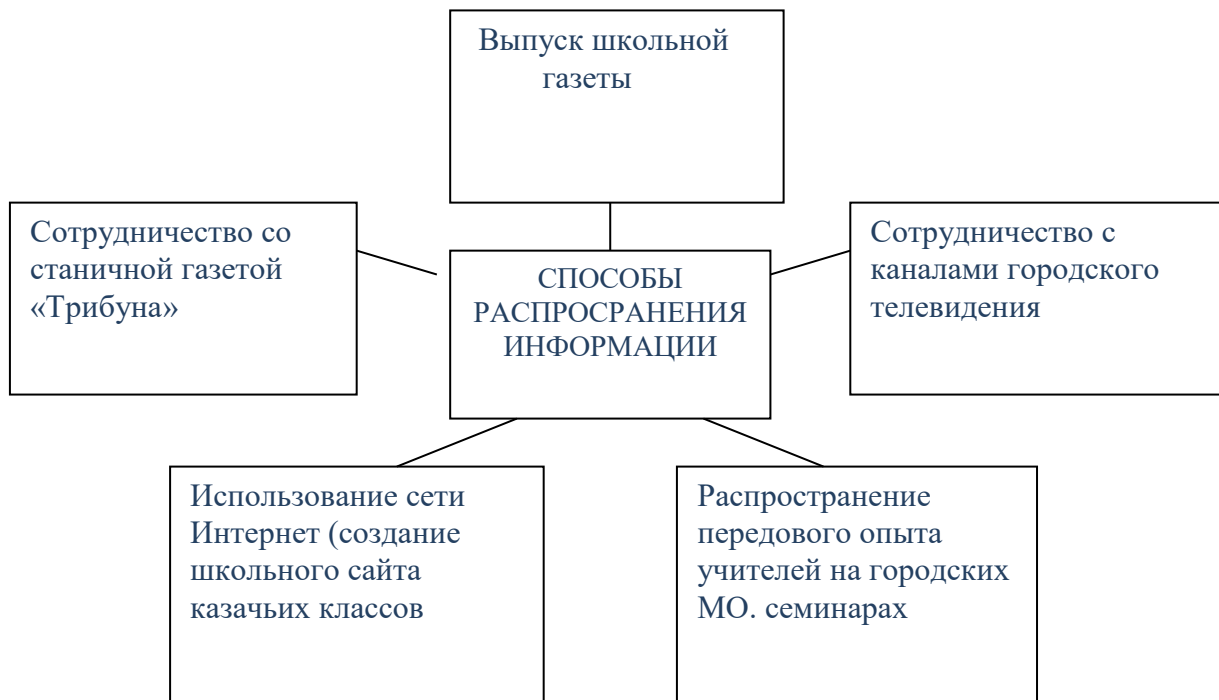 Выпуск школьной
газеты
Сотрудничество со
станичной газетой
«Трибуна»
СПОСОБЫ
РАСПРОСРАНЕНИЯ
ИНФОРМАЦИИ
Сотрудничество с
каналами городского
телевидения
Использование сети
Интернет (создание
школьного сайта
казачьих классов
Распространение
передового опыта
учителей на городских
МО. семинарах